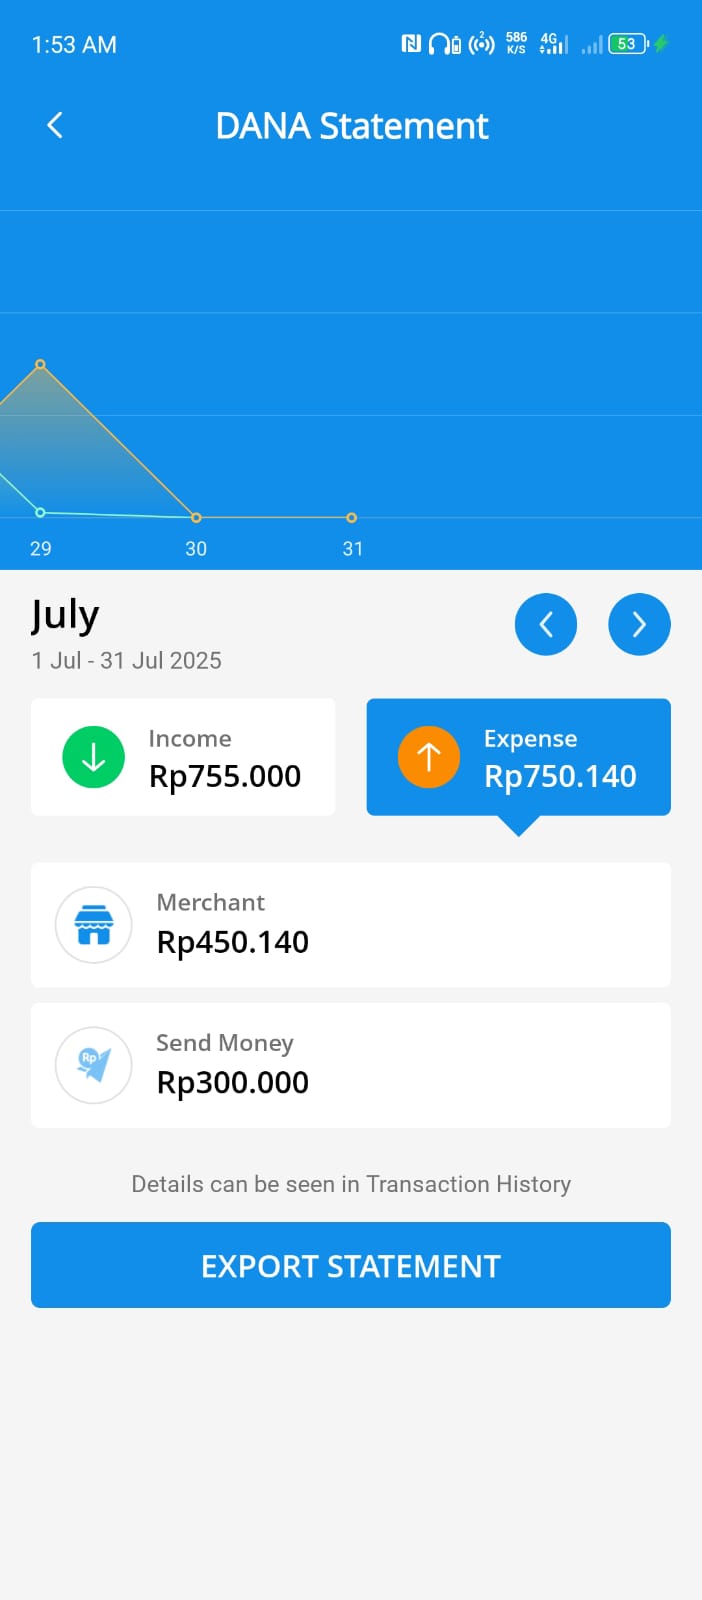 1:53 AM
2
586 K/S
4G
53
DANA Statement
29 30 31
July
1 Jul - 31 Jul 2025
Income
Rp755.000
Expense
Rp750.140
Merchant
Rp450.140
Rp
Send Money
Rp300.000
Details can be seen in Transaction History
EXPORT STATEMENT